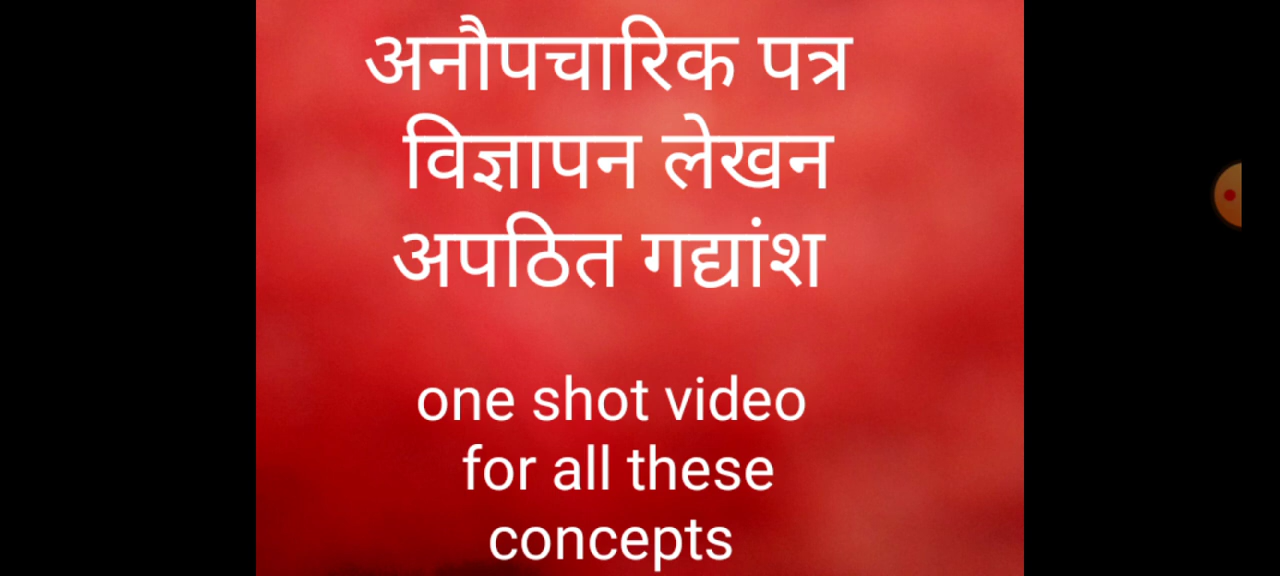 अनौपचारिक पत्र
विज्ञापन लेखन
अपठित गद्यांश
one shot video
for all these
concepts